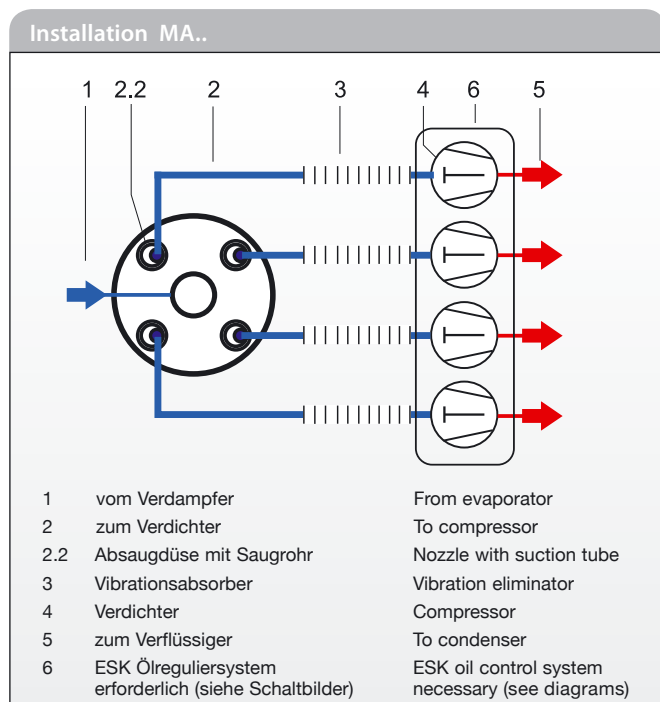 Installation MA..
1 2.2 2 3 4 6 5
1 vom Verdampfer From evaporator
2 zum Verdichter To compressor
2.2 Absaugdüse mit Saugrohr Nozzle with suction tube
3 Vibrationsabsorber Vibration eliminator
4 Verdichter Compressor
5 zum Verflüssiger To condenser
6 ESK Ölreguliersystem ESK oil control system
erforderlich (siehe Schaltbilder) necessary (see diagrams)